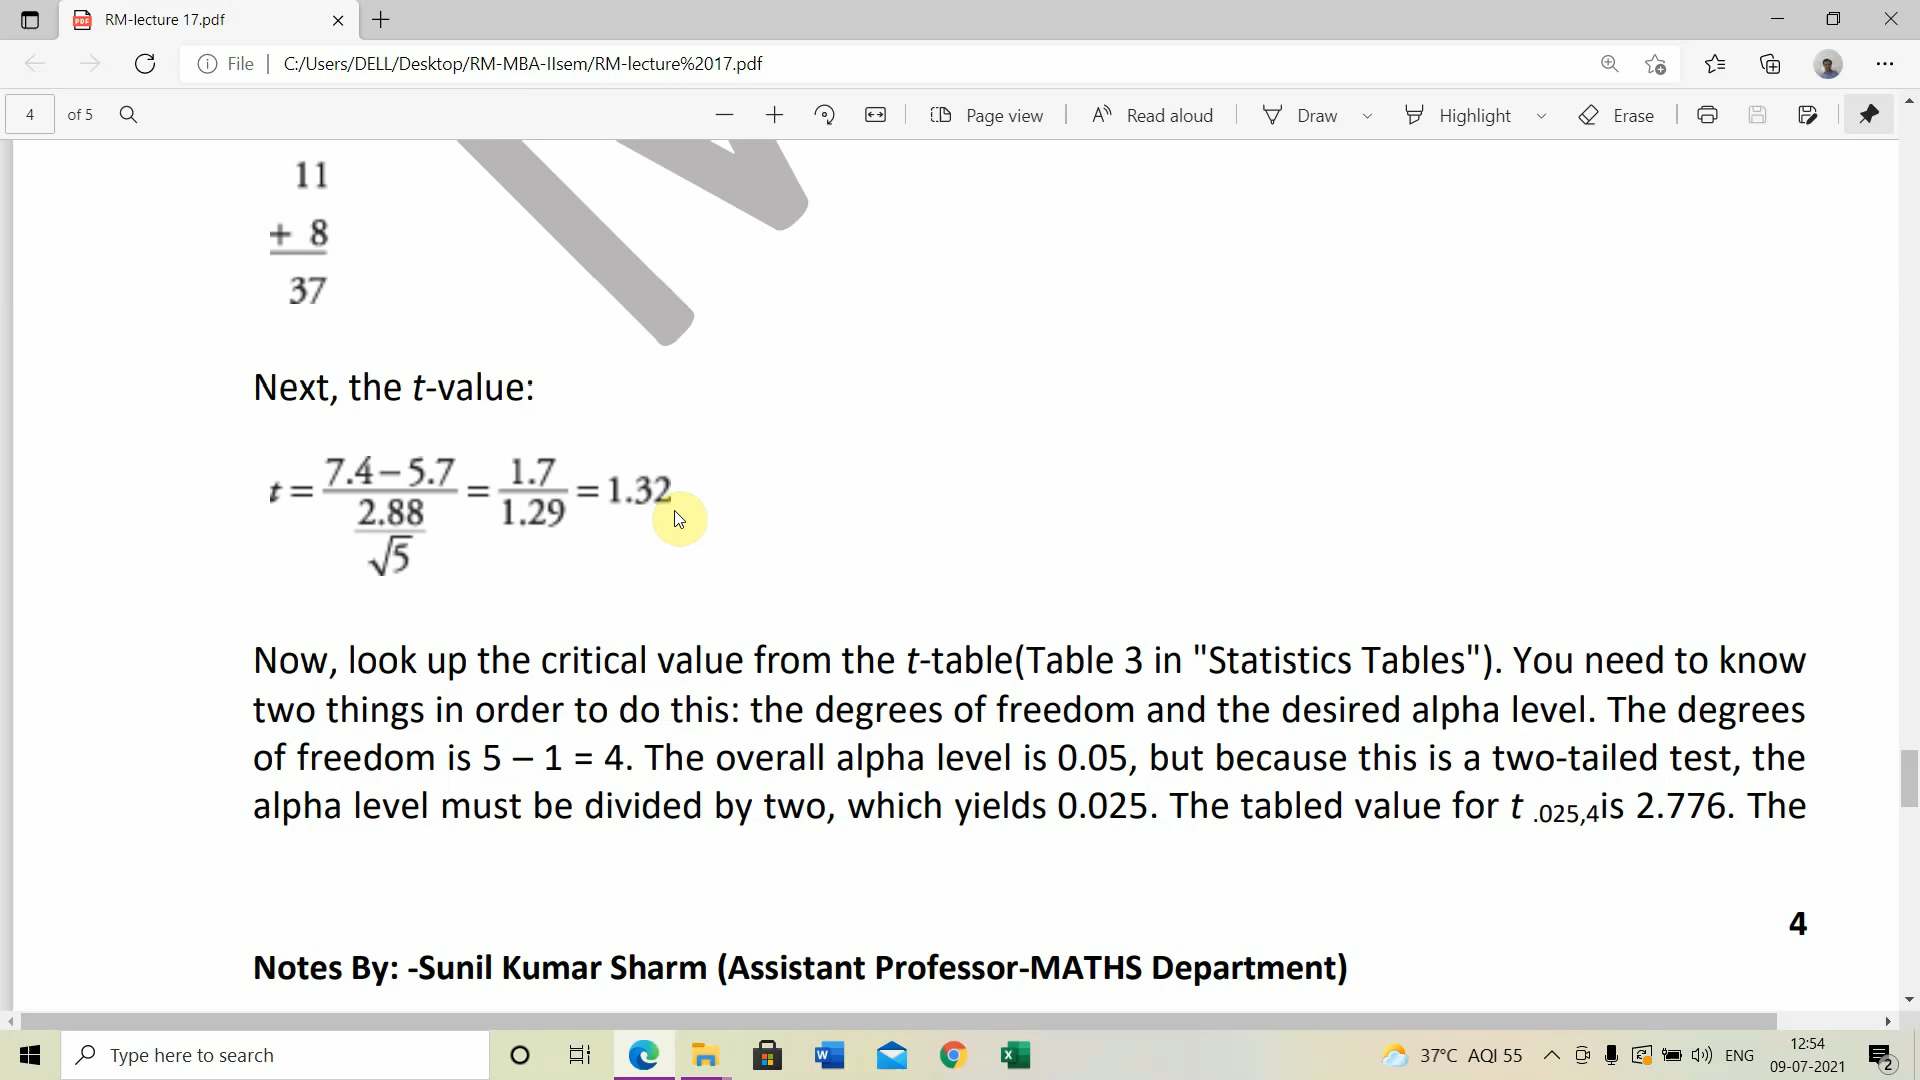 RM-lecture 17.pdf
File
C:/Users/DELL/Desktop/RM-MBA-IIsem/RM-lecture%2017.pdf
4 of 5
Page view
Read aloud
Draw
Highlight
Erase
11
+ 8
37
Next, the t-value:
t = (7.4 − 5.7) / (2.88 / √5) = 1.7 / 1.29 = 1.32
Now, look up the critical value from the t-table(Table 3 in "Statistics Tables"). You need to know
two things in order to do this: the degrees of freedom and the desired alpha level. The degrees
of freedom is 5 – 1 = 4. The overall alpha level is 0.05, but because this is a two-tailed test, the
alpha level must be divided by two, which yields 0.025. The tabled value for t .025,4is 2.776. The
4
Notes By: -Sunil Kumar Sharm (Assistant Professor-MATHS Department)
Type here to search
37°C AQI 55
ENG
12:54
09-07-2021
2